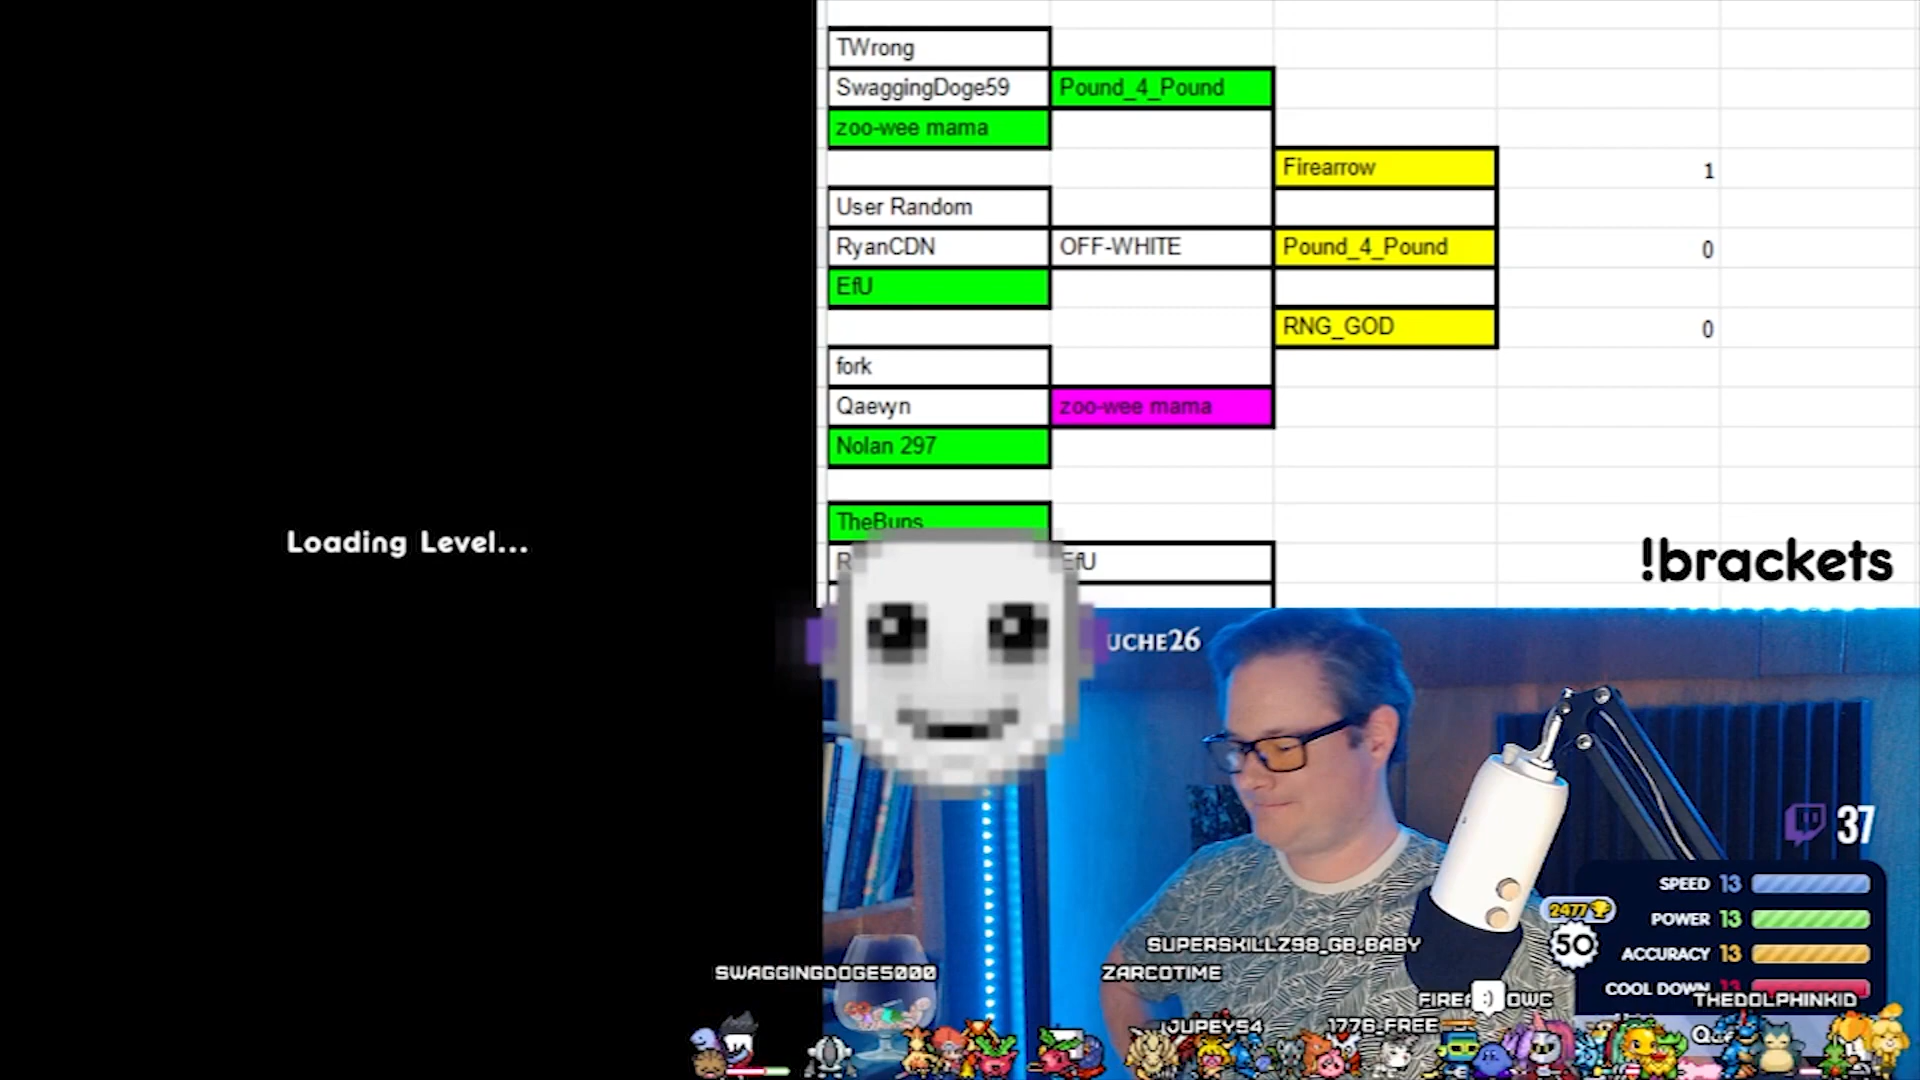 TWrong
SwaggingDoge59 Pound_4_Pound
zoo-wee mama
Firearrow 1
User Random
RyanCDN OFF-WHITE Pound_4_Pound 0
EfU
RNG_GOD 0
fork
Qaevyn zoo-wee mama
Nolan 297
TheBuns
EfU
Loading Level...
!brackets
UCHE26
37
SPEED 13
2477
POWER 13
50
ACCURACY 13
COOL DOWN 13
SUPERSKILLZ98_GB_BABY
SWAGGINGDOGE5000
ZARCOTIME
:)
OWC
THEDOLPHINKID
JUPEY54
1776_FREE